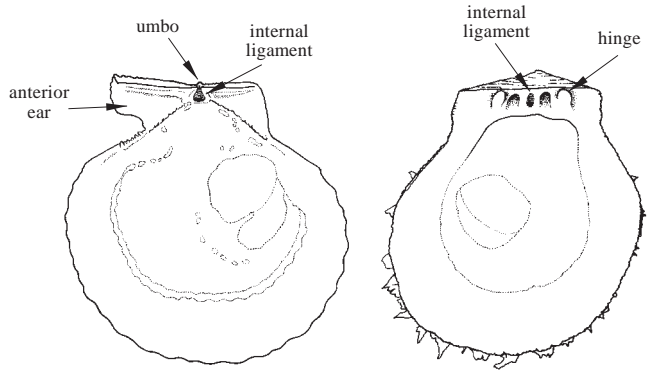 umbo
internal
ligament
anterior
ear
internal
ligament
hinge